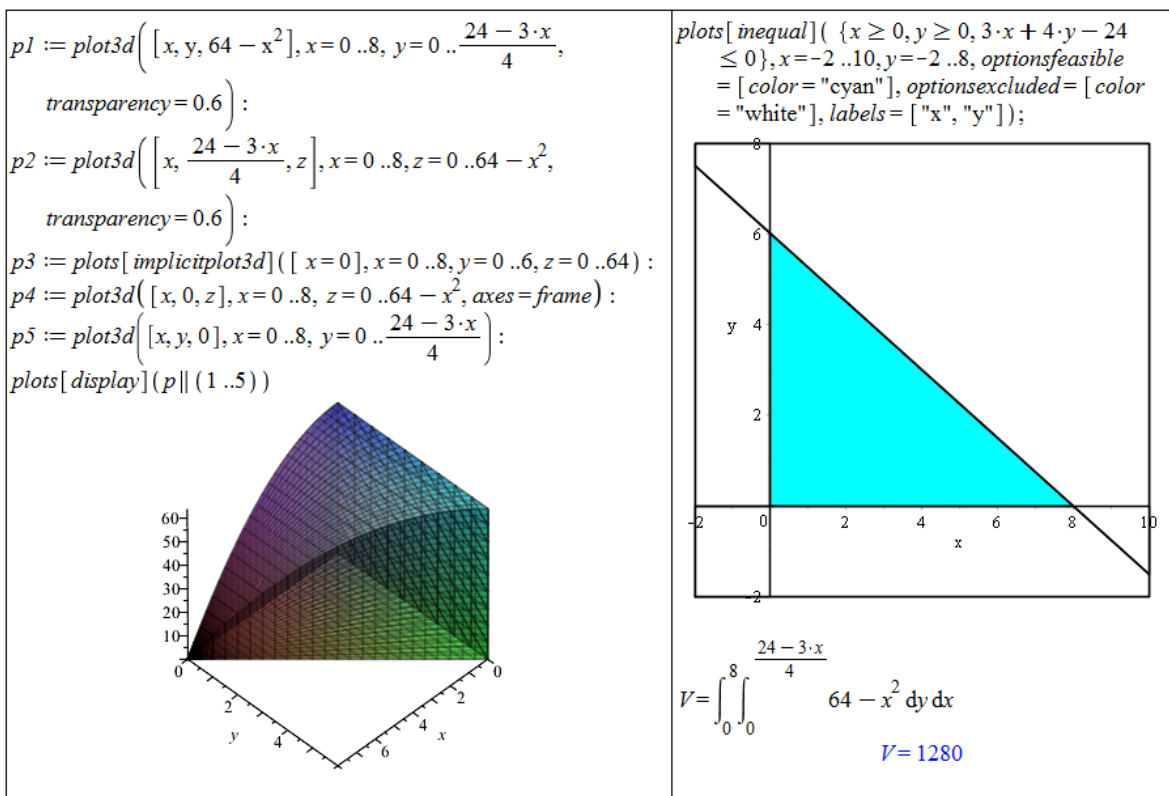 p1 := plot3d([x, y, 64 − x²], x = 0 ..8, y = 0 ..(24 − 3·x)/4,
transparency = 0.6) :
p2 := plot3d([x, (24 − 3·x)/4, z], x = 0 ..8, z = 0 ..64 − x²,
transparency = 0.6) :
p3 := plots[implicitplot3d]([ x = 0], x = 0 ..8, y = 0 ..6, z = 0 ..64) :
p4 := plot3d([x, 0, z], x = 0 ..8, z = 0 ..64 − x², axes = frame) :
p5 := plot3d([x, y, 0], x = 0 ..8, y = 0 ..(24 − 3·x)/4) :
plots[display](p || (1 ..5))
60
50
40
30
20
10
0
0
2
2
4
4
6
y
x
plots[inequal]( {x ≥ 0, y ≥ 0, 3·x + 4·y − 24
≤ 0}, x = −2 ..10, y = −2 ..8, optionsfeasible
= [color = "cyan"], optionsexcluded = [color
= "white"], labels = ["x", "y"]);
8
6
y
4
2
-2 0 2 4 6 8 10
x
-2
V = ∫₀⁸ ∫₀^((24 − 3·x)/4) 64 − x² dy dx
V = 1280